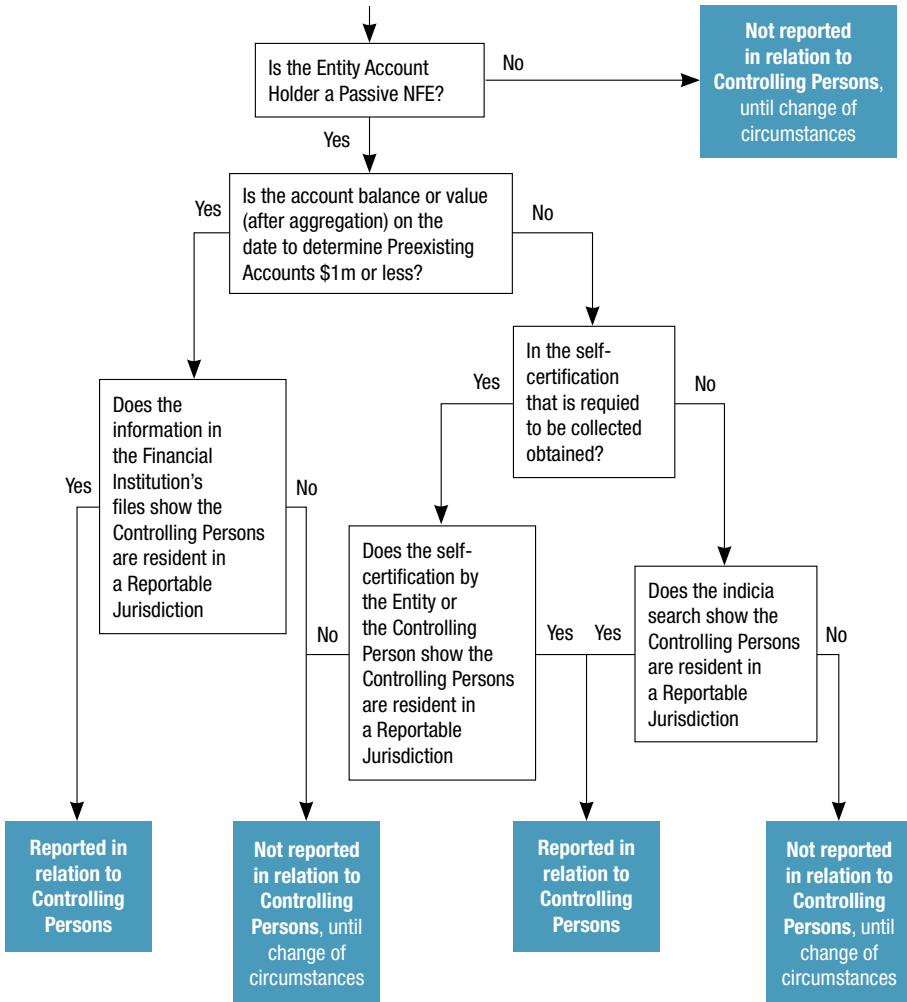 Is the Entity Account
Holder a Passive NFE?
No
Not reported
in relation to
Controlling Persons,
until change of
circumstances
Yes
Is the account balance or value
(after aggregation) on the
date to determine Preexisting
Accounts $1m or less?
Yes
No
In the self-
certification
that is requied
to be collected
obtained?
Yes
No
Does the
information in
the Financial
Institution's
files show the
Controlling Persons
are resident in
a Reportable
Jurisdiction
Yes
No
Does the self-
certification by
the Entity or
the Controlling
Person show the
Controlling Persons
are resident in
a Reportable
Jurisdiction
No
Yes
Does the indicia
search show the
Controlling Persons
are resident in
a Reportable
Jurisdiction
Yes
No
Reported in
relation to
Controlling
Persons
Not reported
in relation to
Controlling
Persons, until
change of
circumstances
Reported in
relation to
Controlling
Persons
Not reported
in relation to
Controlling
Persons, until
change of
circumstances